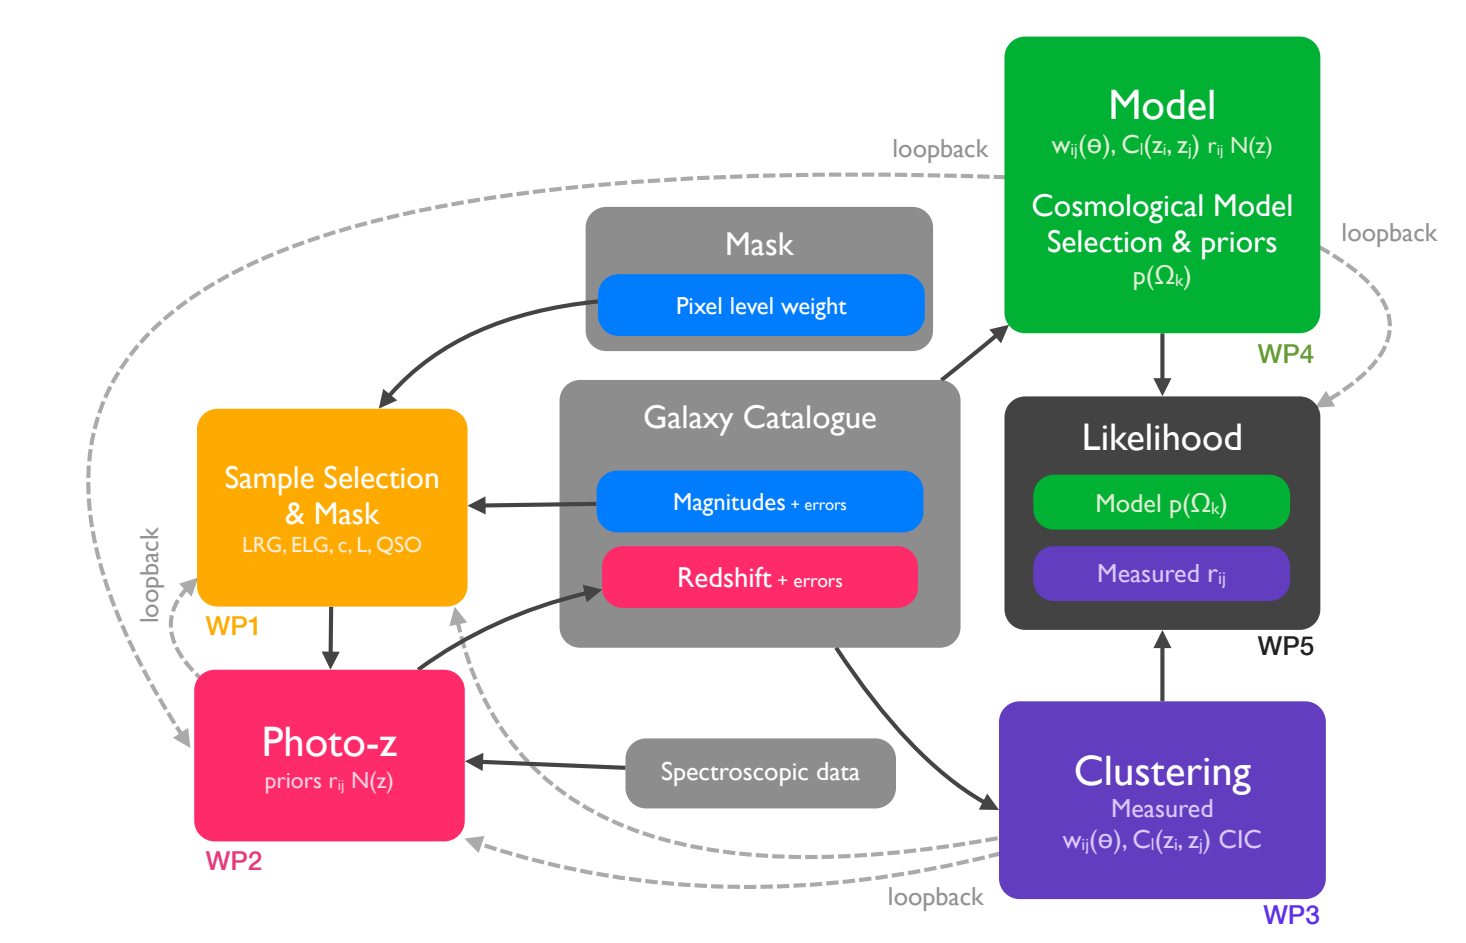 Model
wᵢⱼ(ɵ), Cₗ(zᵢ, zⱼ) rᵢⱼ N(z)
Cosmological Model
Selection & priors
p(Ωₖ)
WP4
loopback
loopback
Mask
Pixel level weight
Galaxy Catalogue
Magnitudes + errors
Redshift + errors
Sample Selection
& Mask
LRG, ELG, c, L, QSO
WP1
loopback
Photo-z
priors rᵢⱼ N(z)
WP2
Spectroscopic data
Likelihood
Model p(Ωₖ)
Measured rᵢⱼ
WP5
Clustering
Measured
wᵢⱼ(ɵ), Cₗ(zᵢ, zⱼ) CIC
WP3
loopback